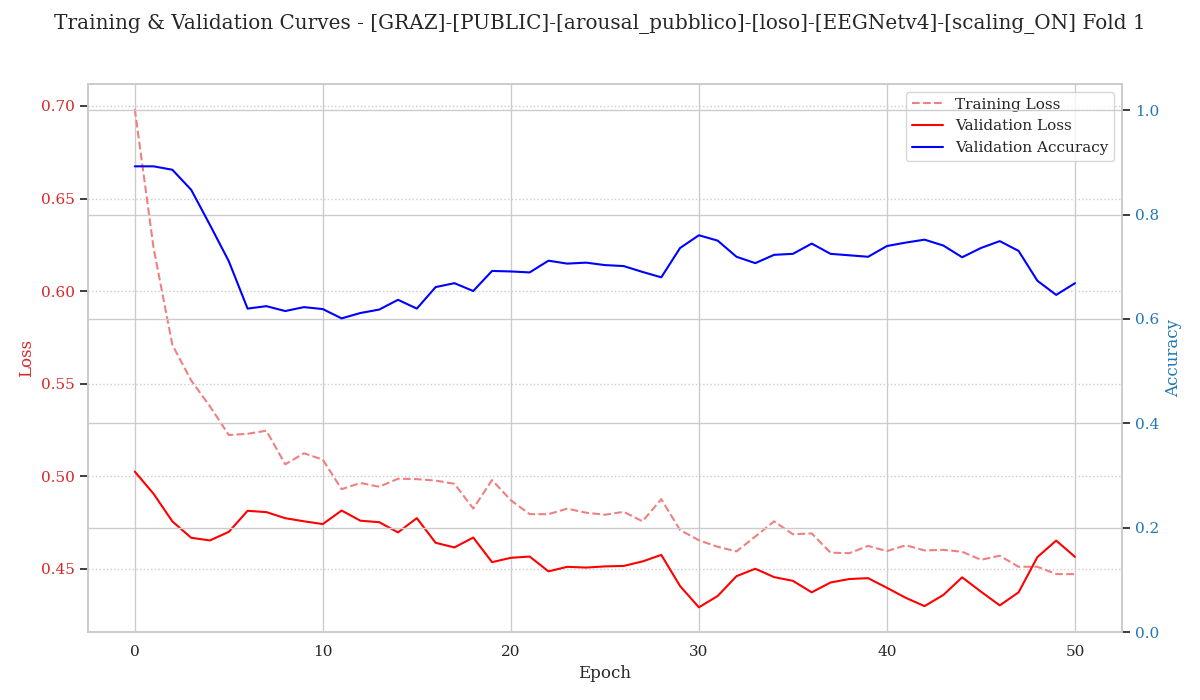 Training & Validation Curves - [GRAZ]-[PUBLIC]-[arousal_pubblico]-[loso]-[EEGNetv4]-[scaling_ON] Fold 1
Training Loss
Validation Loss
Validation Accuracy
0.70
0.65
0.60
0.55
0.50
0.45
Loss
1.0
0.8
0.6
0.4
0.2
0.0
Accuracy
0
10
20
30
40
50
Epoch